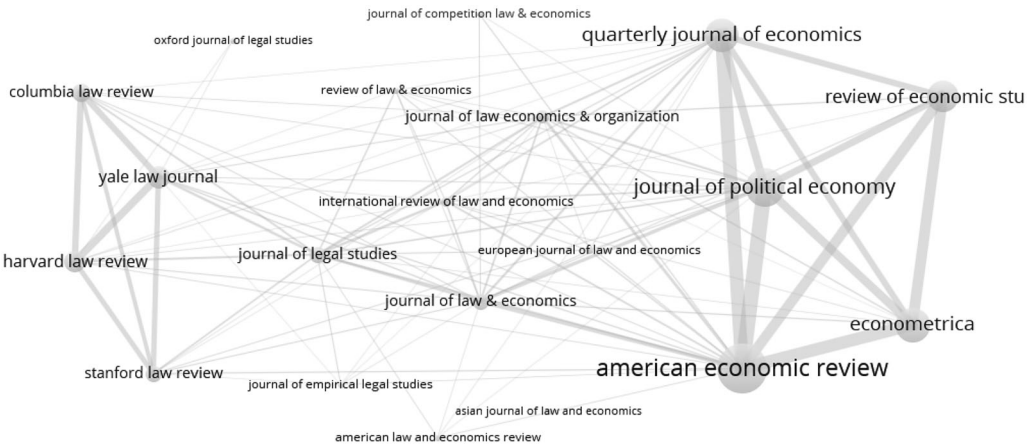 journal of competition law & economics
quarterly journal of economics
oxford journal of legal studies
columbia law review
review of law & economics
review of economic stu
journal of law economics & organization
yale law journal
journal of political economy
international review of law and economics
harvard law review
journal of legal studies
european journal of law and economics
journal of law & economics
econometrica
stanford law review
american economic review
journal of empirical legal studies
asian journal of law and economics
american law and economics review